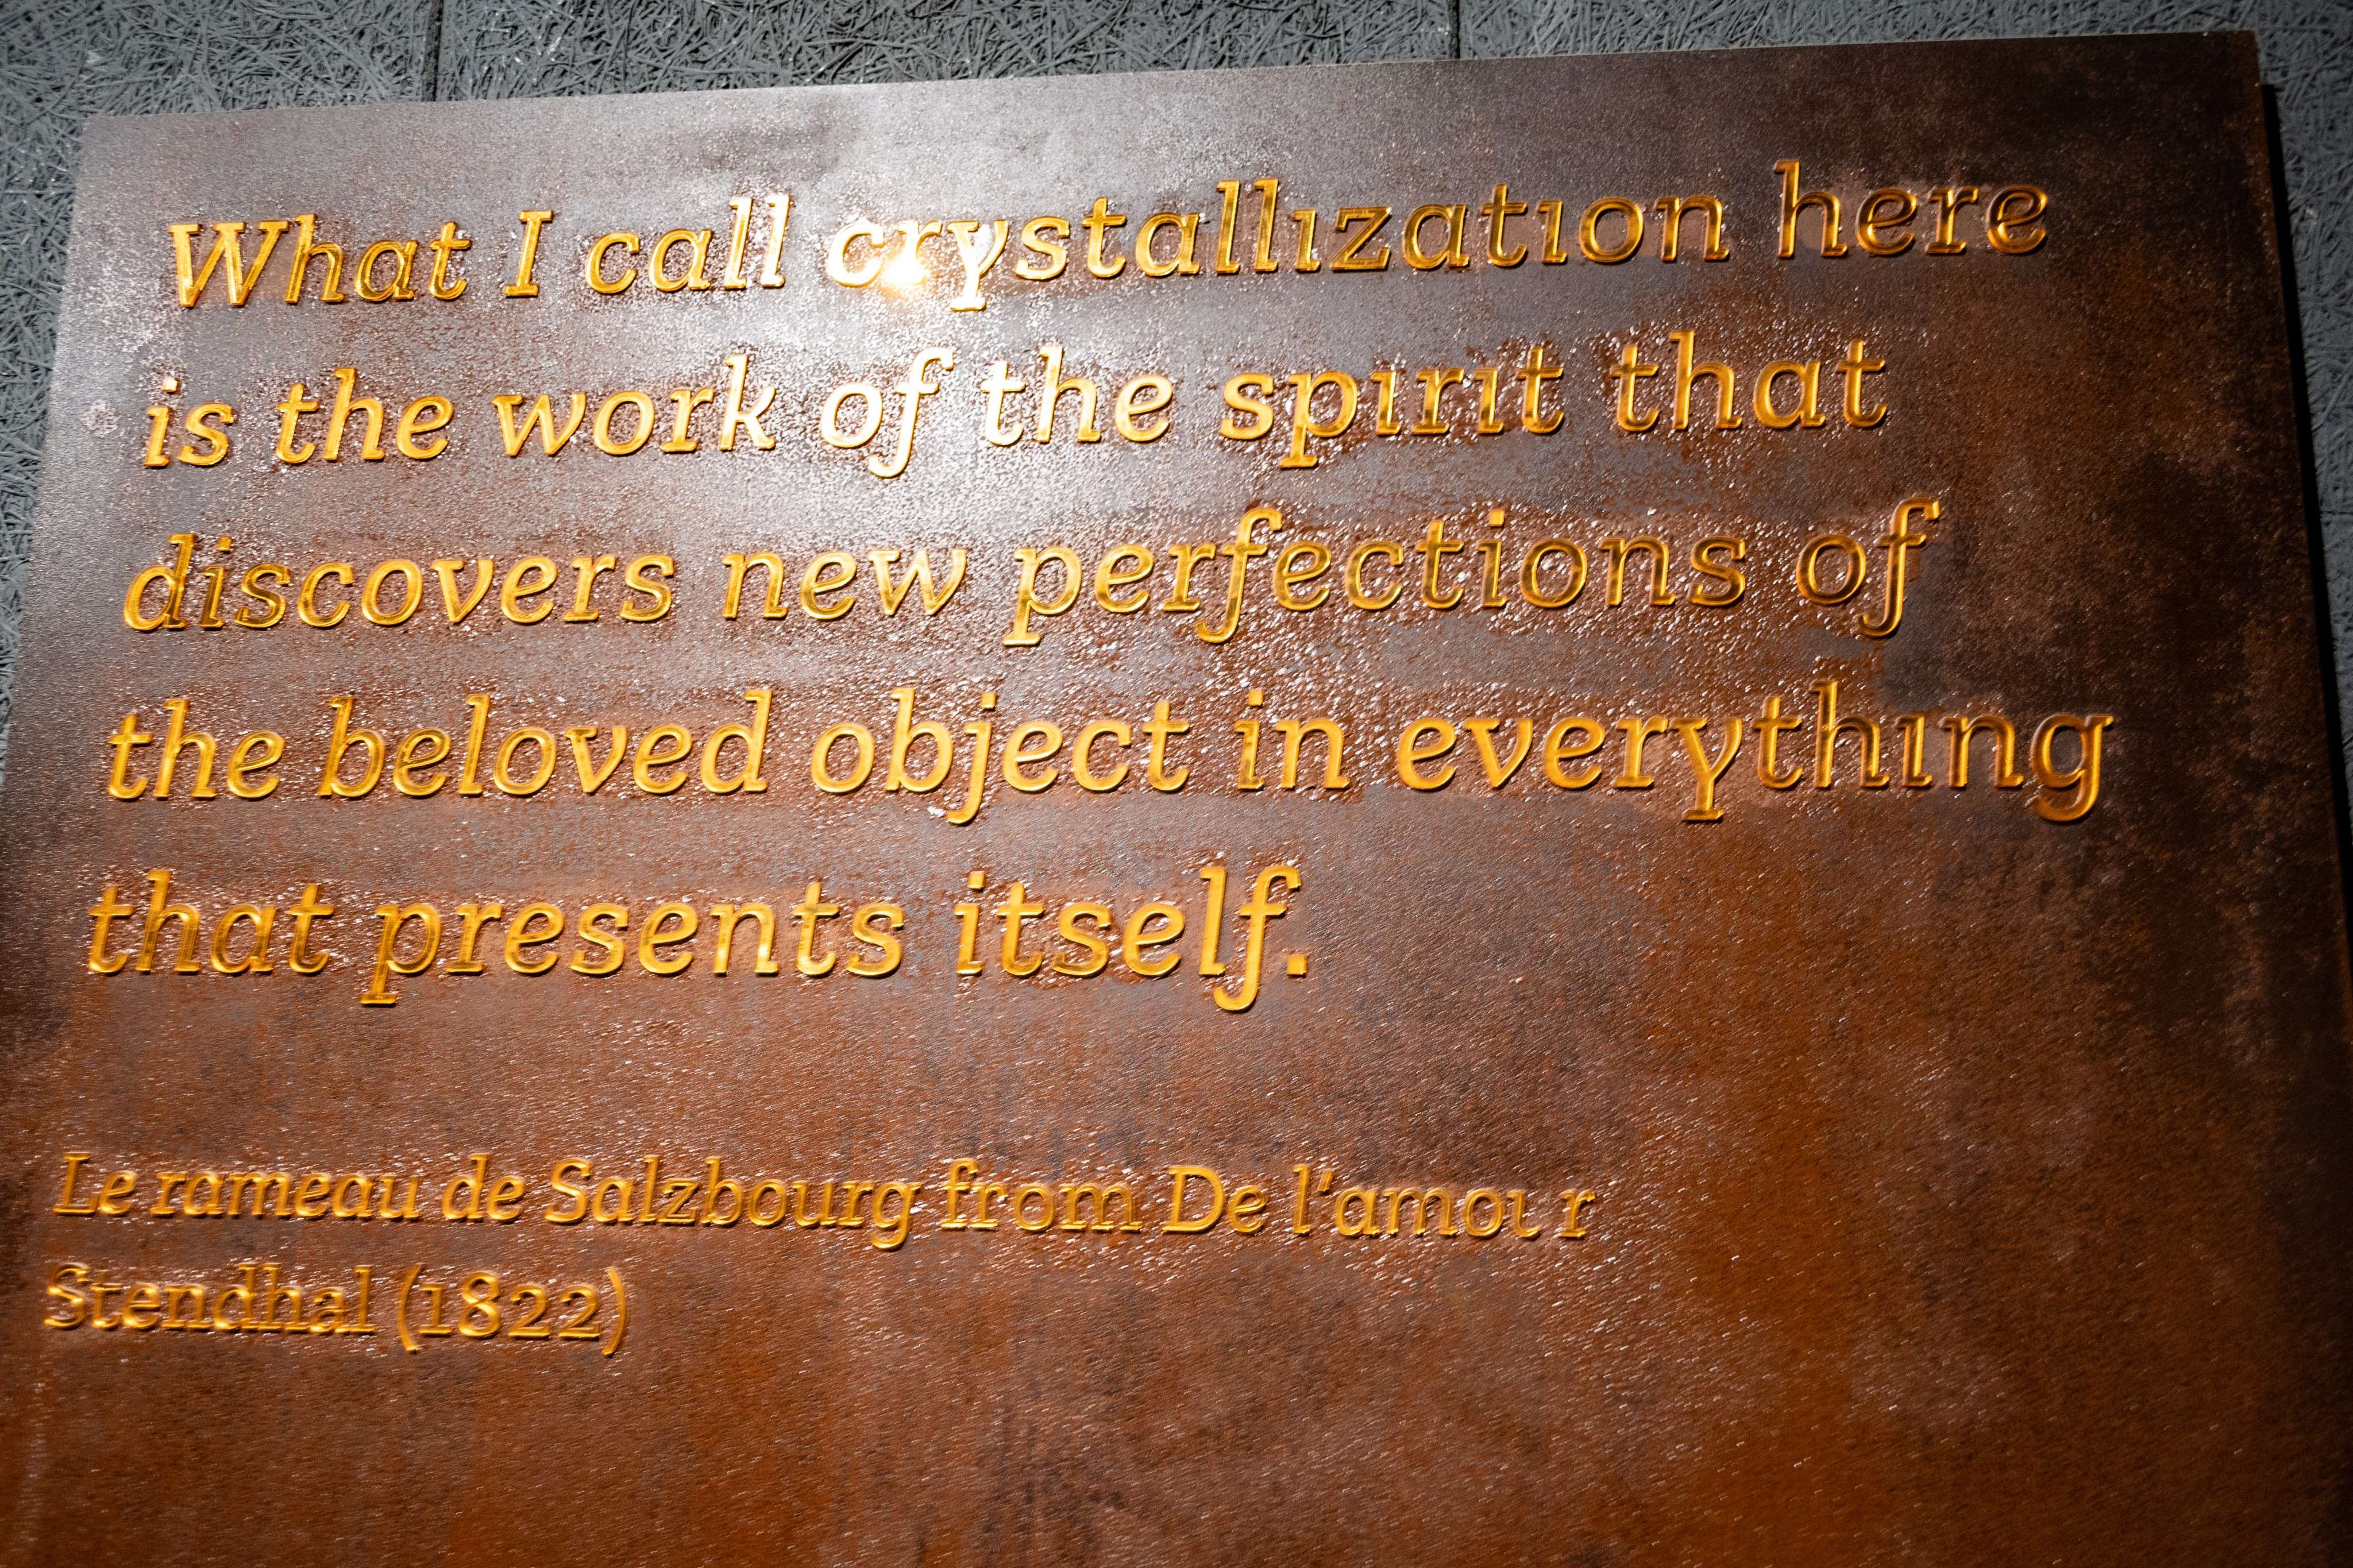 What I call crystallization here
is the work of the spirit that
discovers new perfections of
the beloved object in everything
that presents itself.
Le rameau de Salzbourg from De l'amour
Stendhal (1822)